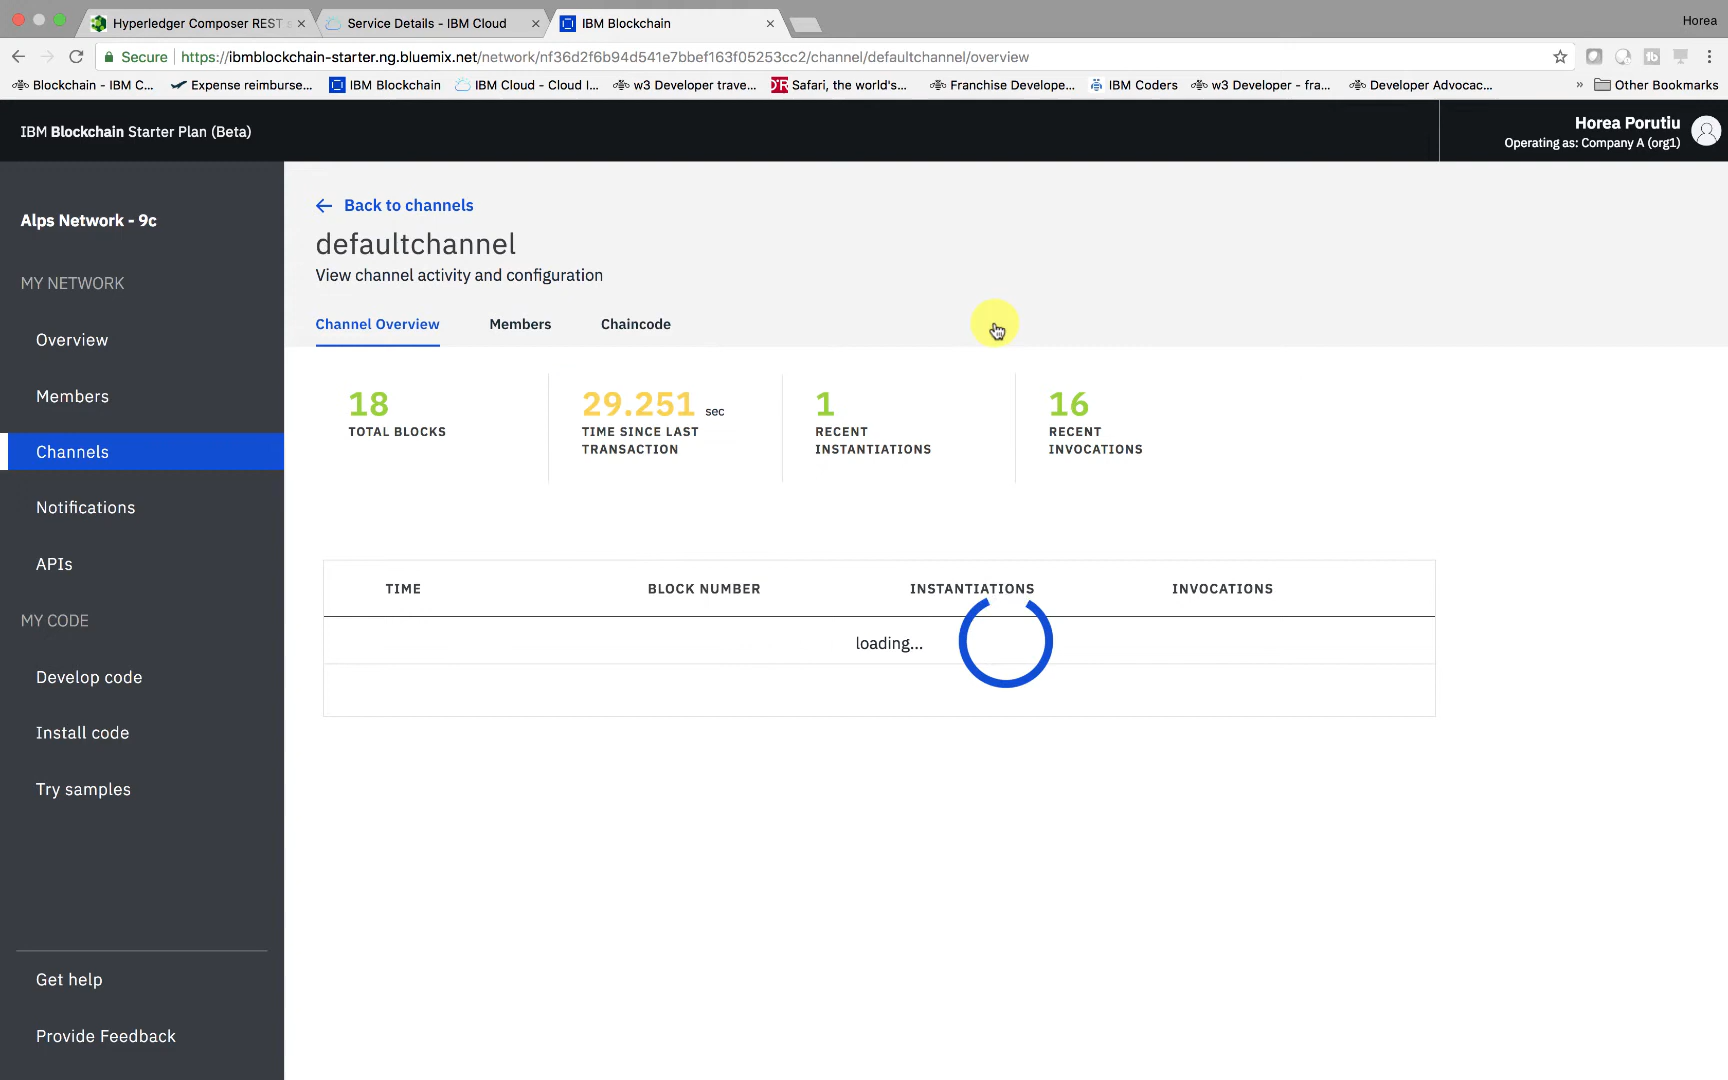 Hyperledger Composer REST s
Service Details - IBM Cloud
IBM Blockchain
Horea
Secure
https://ibmblockchain-starter.ng.bluemix.net/network/nf36d2f6b94d541e7bbef163f05253cc2/channel/defaultchannel/overview
Blockchain - IBM C...
Expense reimburse...
IBM Blockchain
IBM Cloud - Cloud I...
w3 Developer trave...
Safari, the world's...
Franchise Develope...
IBM Coders
w3 Developer - fra...
Developer Advocac...
»
Other Bookmarks
IBM Blockchain Starter Plan (Beta)
Horea Porutiu
Operating as: Company A (org1)
Alps Network - 9c
MY NETWORK
Overview
Members
Channels
Notifications
APIs
MY CODE
Develop code
Install code
Try samples
Get help
Provide Feedback
Back to channels
defaultchannel
View channel activity and configuration
Channel Overview
Members
Chaincode
18
TOTAL BLOCKS
29.251 sec
TIME SINCE LAST
TRANSACTION
1
RECENT
INSTANTIATIONS
16
RECENT
INVOCATIONS
TIME
BLOCK NUMBER
INSTANTIATIONS
INVOCATIONS
loading...